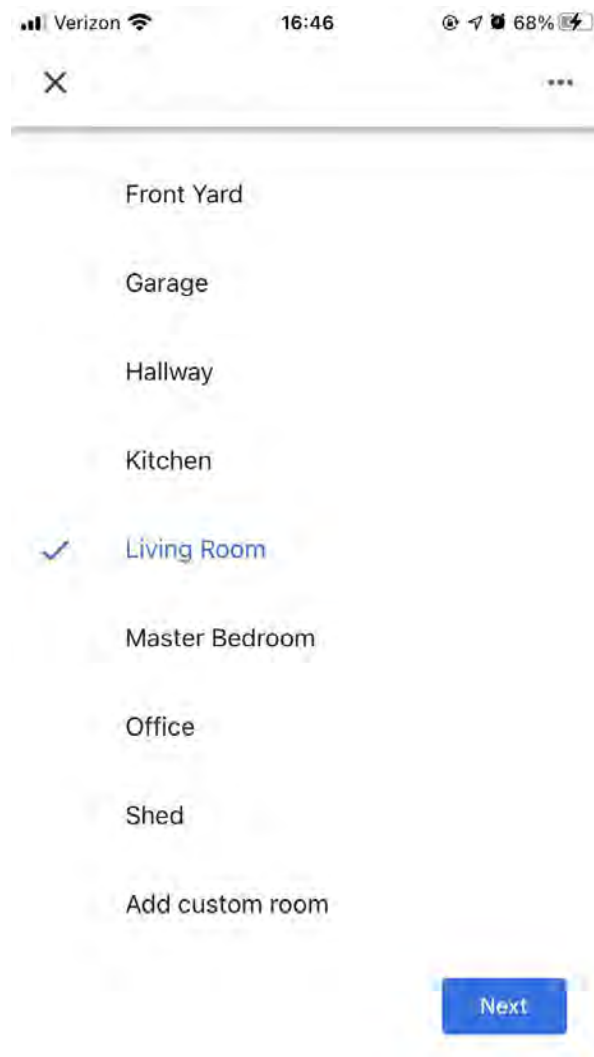 Verizon 16:46 68%
Front Yard
Garage
Hallway
Kitchen
Living Room
Master Bedroom
Office
Shed
Add custom room
Next